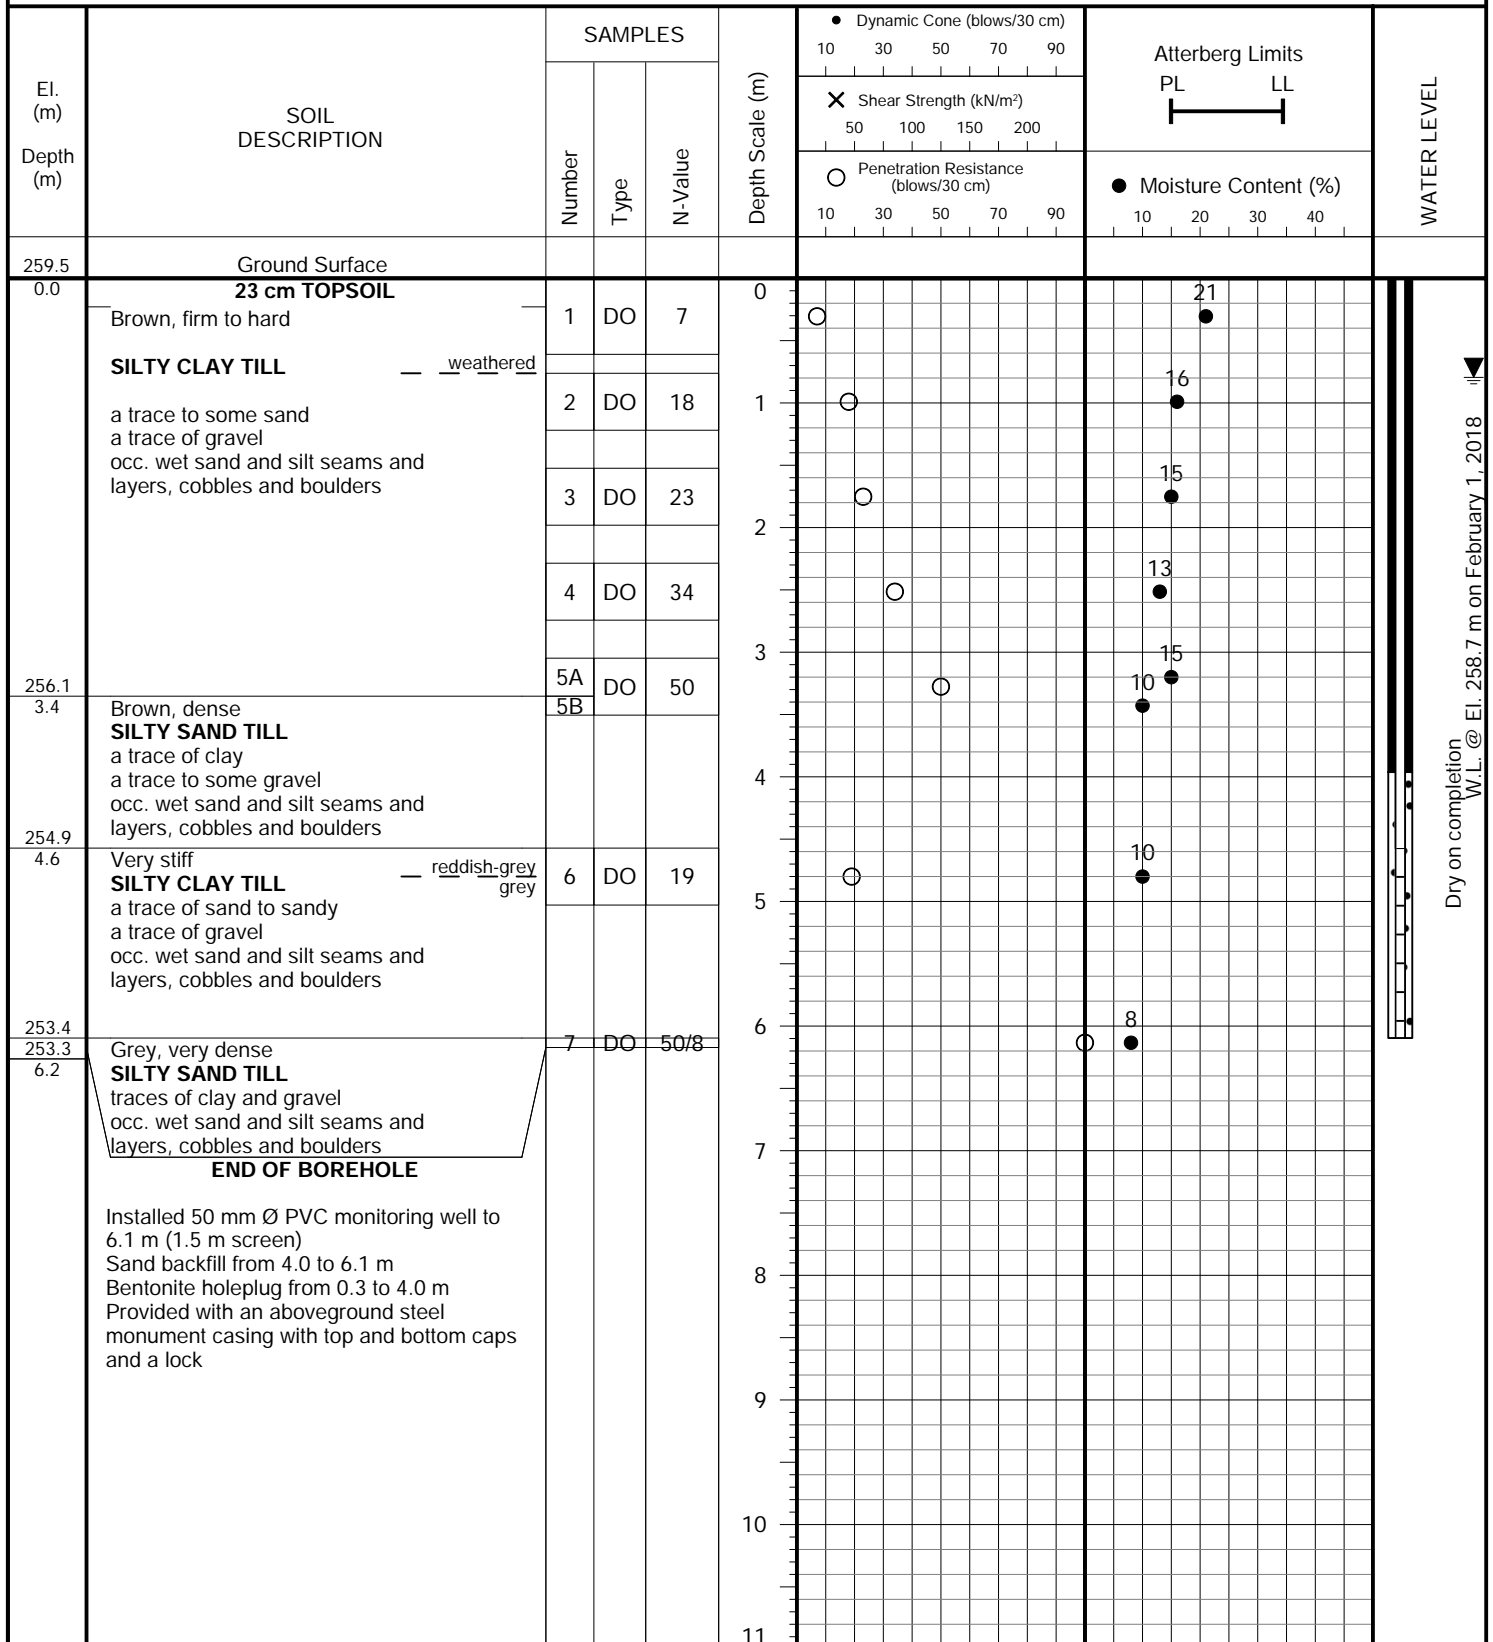 El.
(m)
Depth
(m)
SOIL
DESCRIPTION
SAMPLES
Number
Type
N-Value
Depth Scale (m)
Dynamic Cone (blows/30 cm)
10 30 50 70 90
Shear Strength (kN/m²)
50 100 150 200
Penetration Resistance
(blows/30 cm)
10 30 50 70 90
Atterberg Limits
PL LL
Moisture Content (%)
10 20 30 40
WATER LEVEL
259.5 Ground Surface
0.0 23 cm TOPSOIL 0 21
Brown, firm to hard 1 DO 7
SILTY CLAY TILL weathered
16
a trace to some sand 2 DO 18 1
a trace of gravel
occ. wet sand and silt seams and
layers, cobbles and boulders
15
3 DO 23
2
13
4 DO 34
3 15
256.1 5A DO 50 10
3.4 Brown, dense 5B
SILTY SAND TILL
a trace of clay
a trace to some gravel 4
occ. wet sand and silt seams and
layers, cobbles and boulders
254.9
4.6 Very stiff reddish-grey 10
SILTY CLAY TILL grey 6 DO 19
a trace of sand to sandy 5
a trace of gravel
occ. wet sand and silt seams and
layers, cobbles and boulders
253.4 6 8
253.3 Grey, very dense 7 DO 50/8
6.2 SILTY SAND TILL
traces of clay and gravel
occ. wet sand and silt seams and
layers, cobbles and boulders 7
END OF BOREHOLE
Installed 50 mm Ø PVC monitoring well to
6.1 m (1.5 m screen)
Sand backfill from 4.0 to 6.1 m 8
Bentonite holeplug from 0.3 to 4.0 m
Provided with an aboveground steel
monument casing with top and bottom caps
and a lock
9
10
11
Dry on completion
W.L. @ El. 258.7 m on February 1, 2018